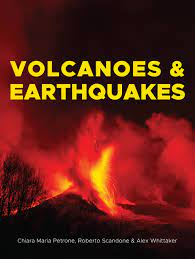 VOLCANOES &
EARTHQUAKES
Chiara Maria Petrone, Roberto Scandone & Alex Whittaker